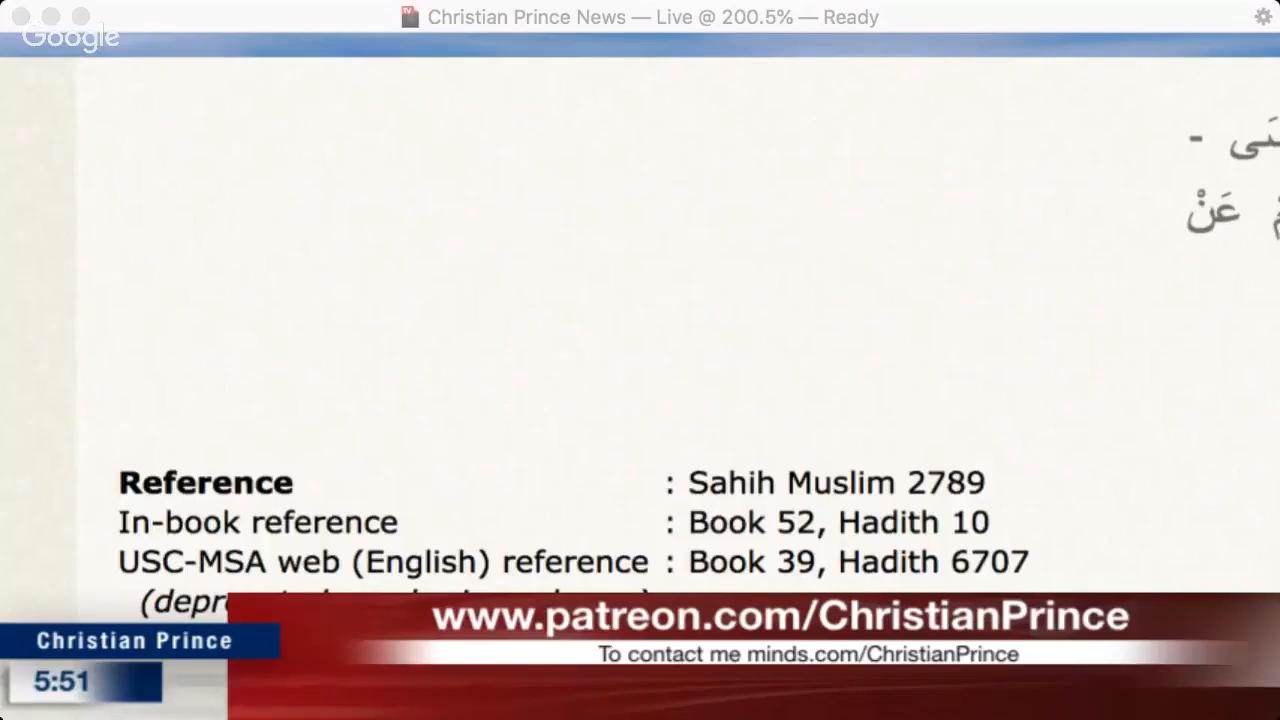 Christian Prince News — Live @ 200.5% — Ready
Google
عَنْ
Reference : Sahih Muslim 2789
In-book reference : Book 52, Hadith 10
USC-MSA web (English) reference : Book 39, Hadith 6707
www.patreon.com/ChristianPrince
To contact me minds.com/ChristianPrince
Christian Prince
5:51